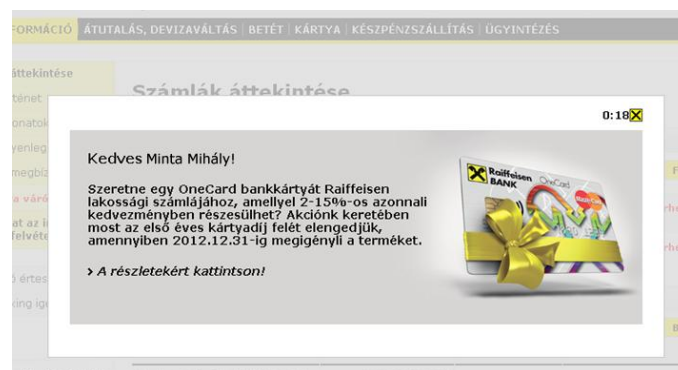 FORMÁCIÓ ÁTUTALÁS, DEVIZAVÁLTÁS BETÉT KÁRTYA KÉSZPÉNZSZÁLLÍTÁS ÜGYINTÉZÉS
áttekintése
Számlák áttekintése
0:18
Kedves Minta Mihály!
Szeretne egy OneCard bankkártyát Raiffeisen
lakossági számlájához, amellyel 2-15%-os azonnali
kedvezményben részesülhet? Akciónk keretében
most az első éves kártyadíj felét elengedjük,
amennyiben 2012.12.31-ig megigényli a terméket.
> A részletekért kattintson!
Raiffeisen
BANK
OneCard